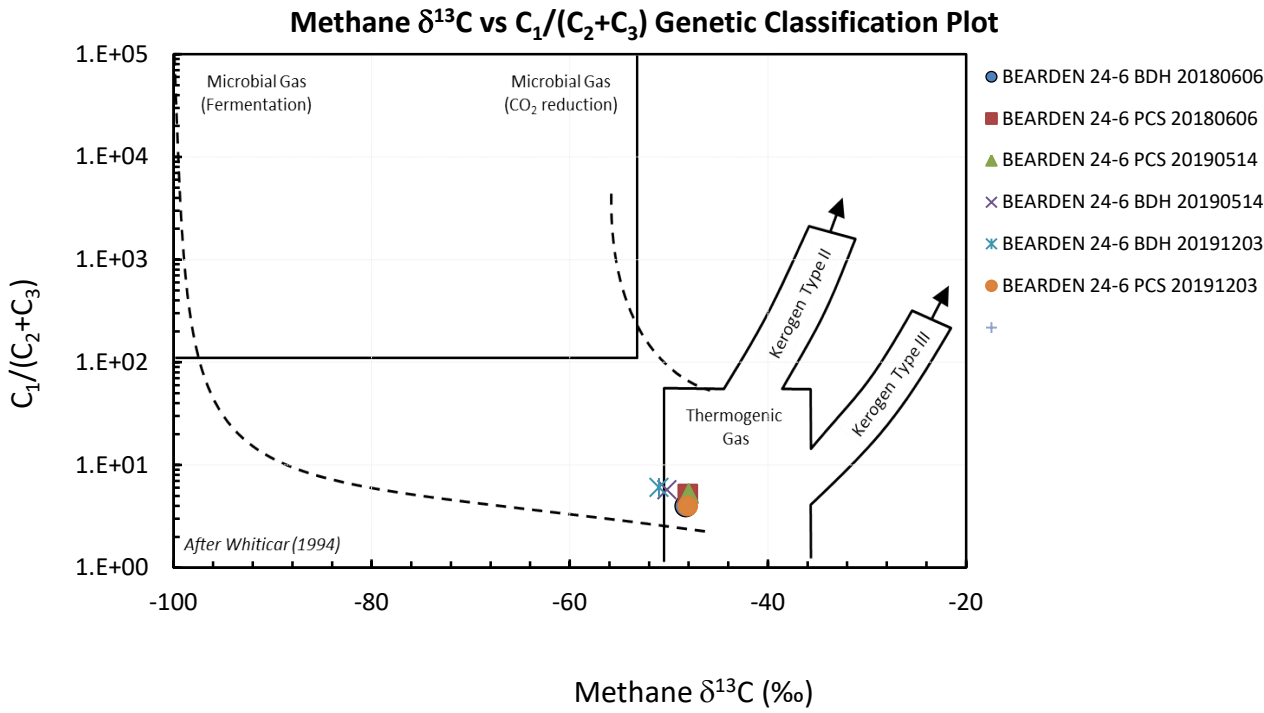 Methane δ¹³C vs C₁/(C₂+C₃) Genetic Classification Plot
1.E+05
1.E+04
1.E+03
1.E+02
1.E+01
1.E+00
C₁/(C₂+C₃)
Microbial Gas
(Fermentation)
Microbial Gas
(CO₂ reduction)
Kerogen Type II
Kerogen Type III
Thermogenic
Gas
After Whiticar (1994)
-100
-80
-60
-40
-20
Methane δ¹³C (‰)
BEARDEN 24-6 BDH 20180606
BEARDEN 24-6 PCS 20180606
BEARDEN 24-6 PCS 20190514
BEARDEN 24-6 BDH 20190514
BEARDEN 24-6 BDH 20191203
BEARDEN 24-6 PCS 20191203